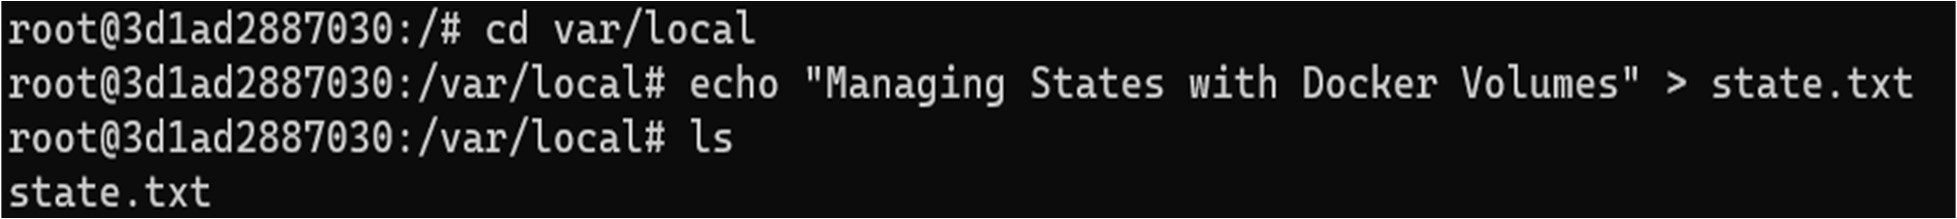 root@3d1ad2887030:/# cd var/local
root@3d1ad2887030:/var/local# echo "Managing States with Docker Volumes" > state.txt
root@3d1ad2887030:/var/local# ls
state.txt